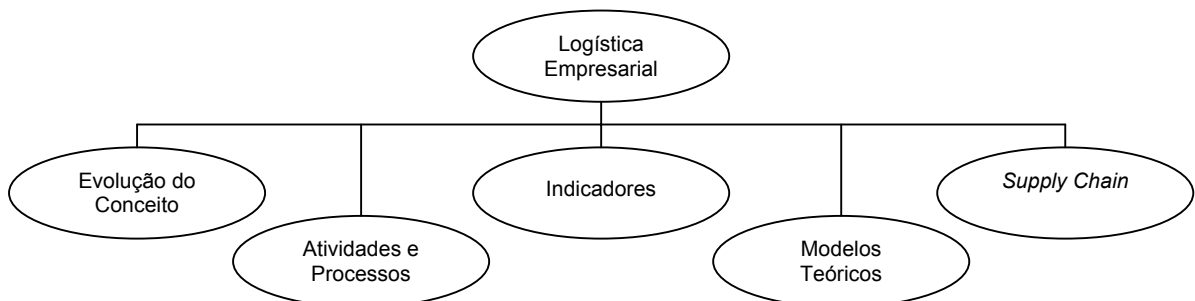 Logística
Empresarial
Evolução do
Conceito
Atividades e
Processos
Indicadores
Modelos
Teóricos
Supply Chain